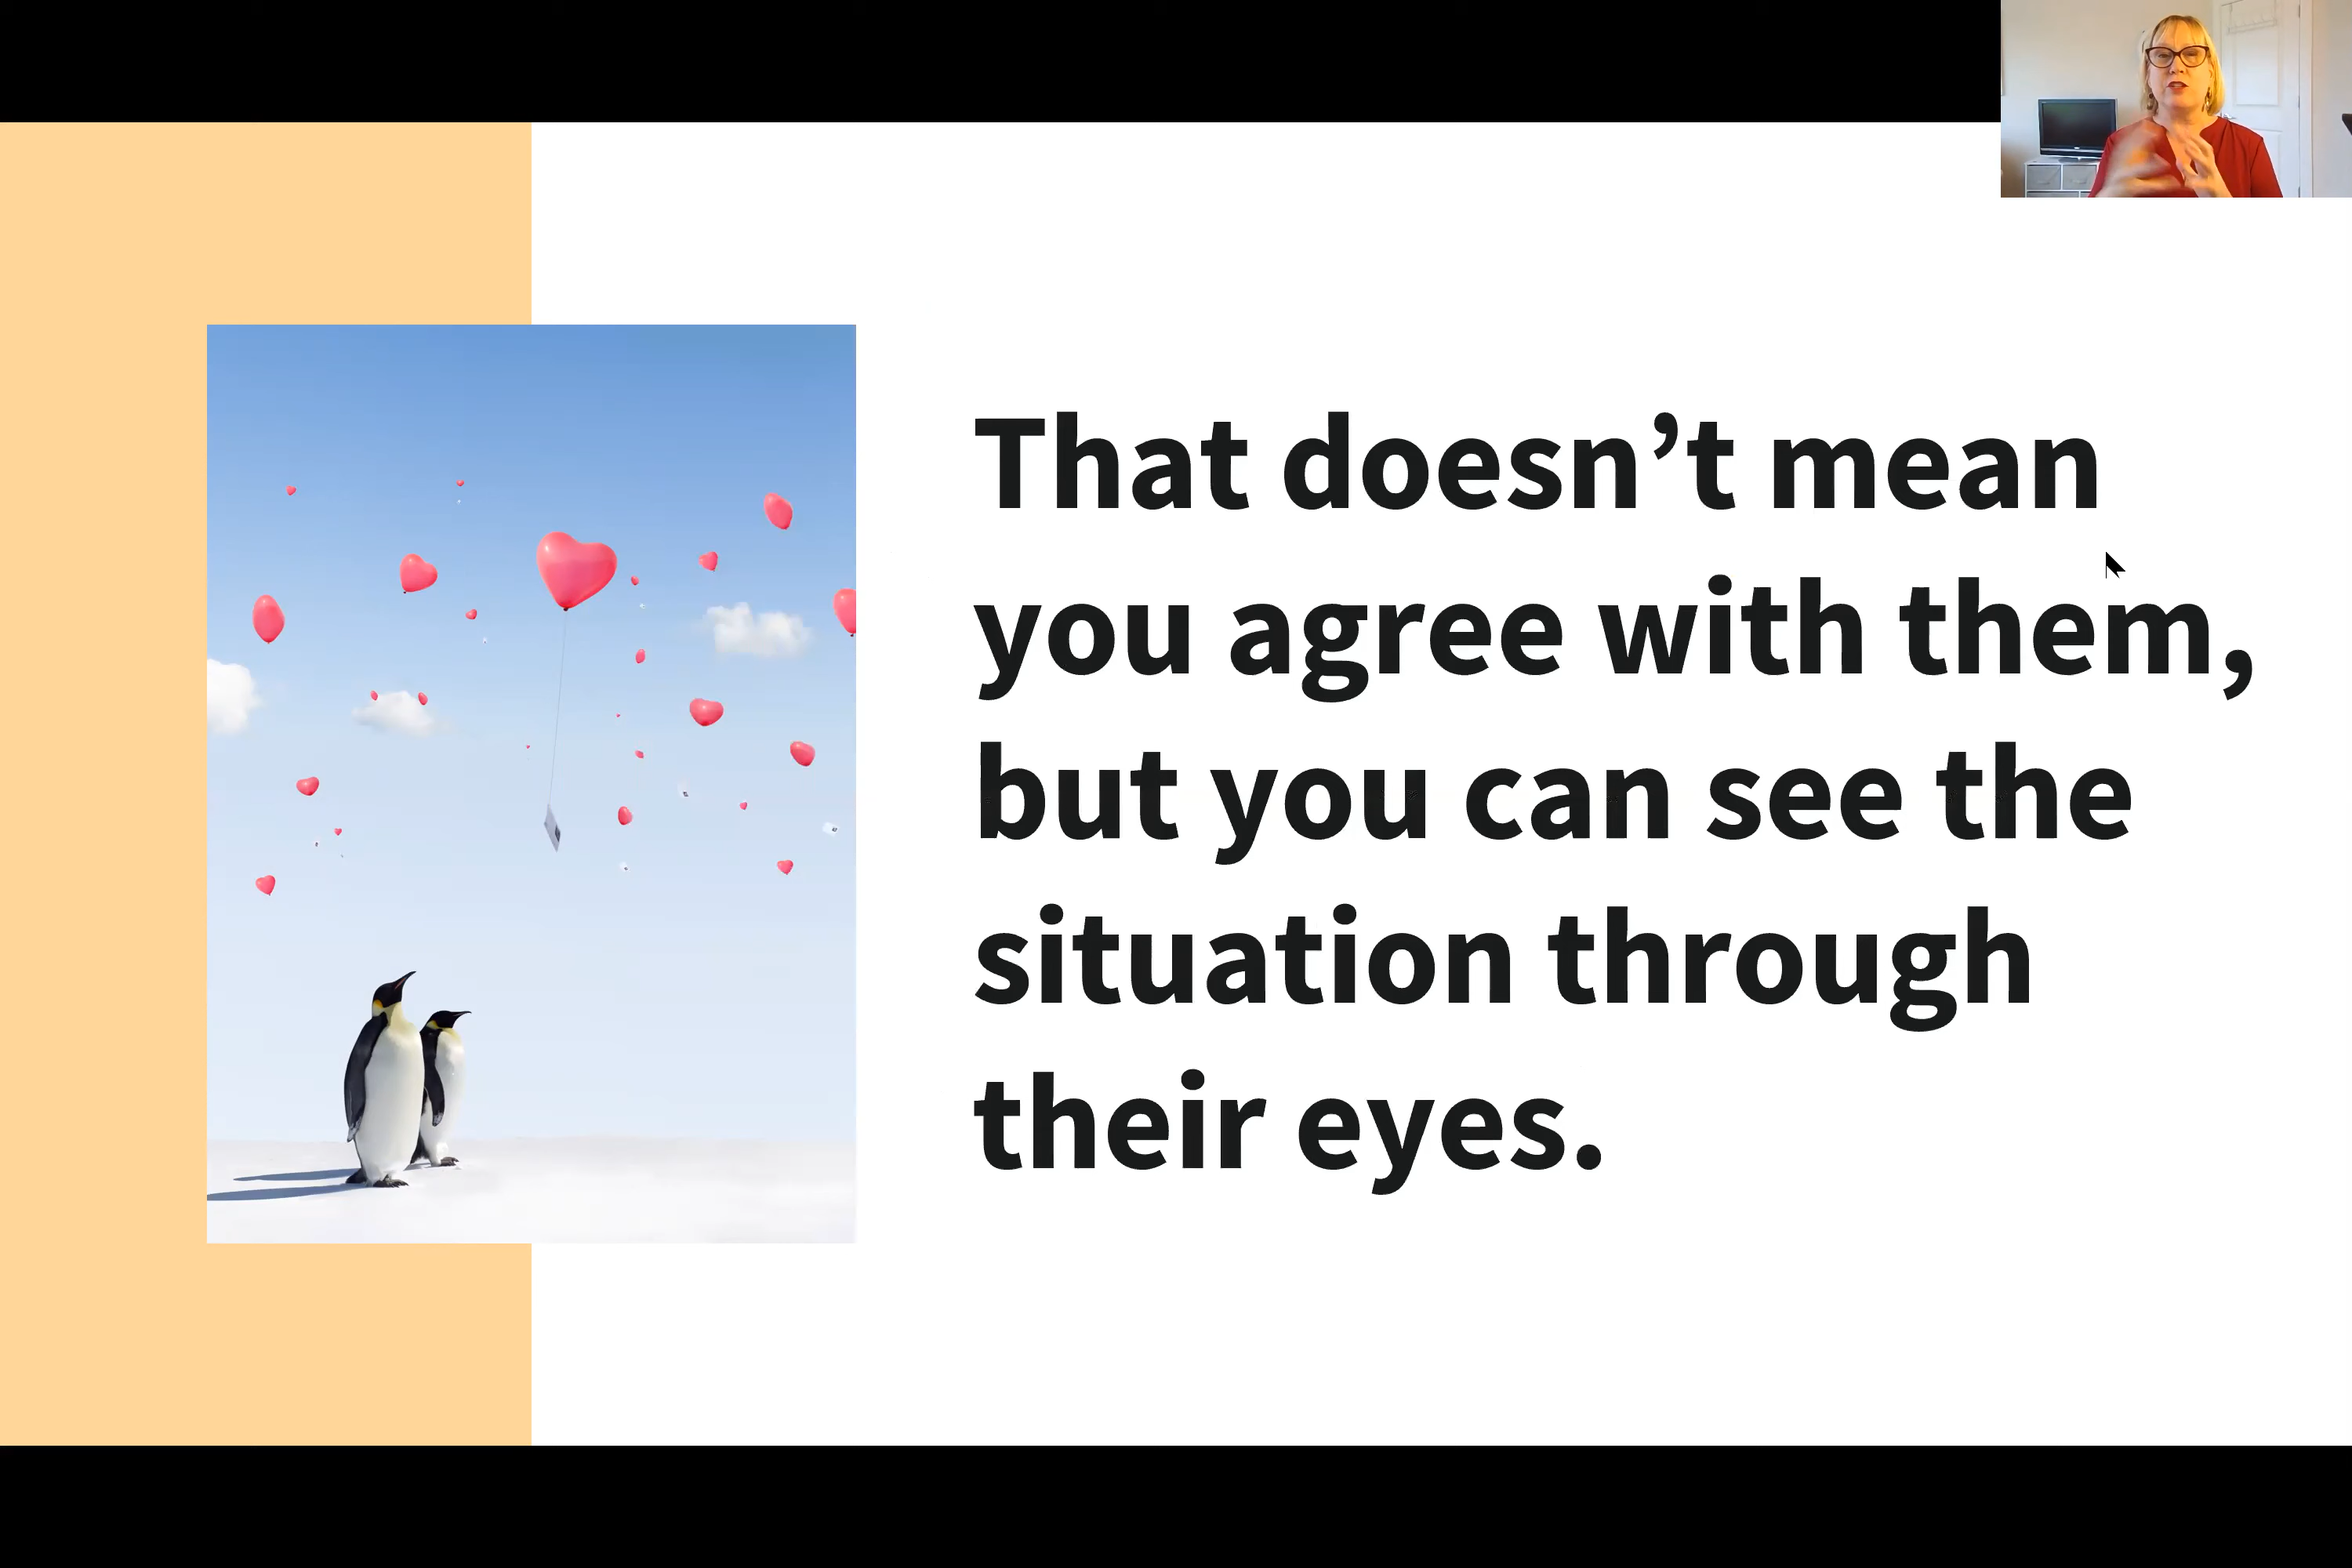 That doesn’t mean
you agree with them,
but you can see the
situation through
their eyes.